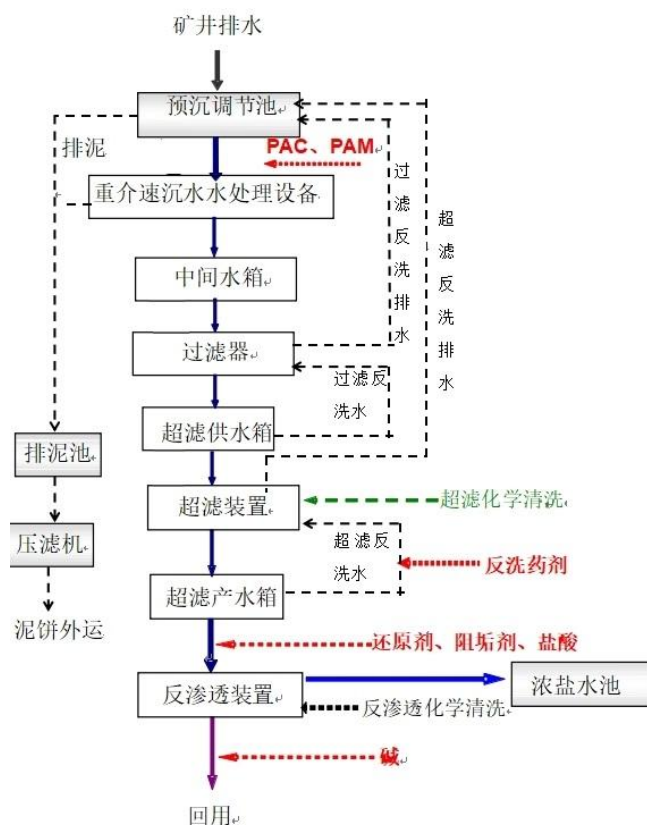 矿井排水
预沉调节池
排泥
PAC、PAM
重介速沉水水处理设备
过滤反洗排水
超滤反洗排水
中间水箱
过滤器
过滤反
洗水
超滤供水箱
排泥池
超滤装置
超滤化学清洗
压滤机
超滤反
洗水
反洗药剂
超滤产水箱
泥饼外运
还原剂、阻垢剂、盐酸
反渗透装置
浓盐水池
反渗透化学清洗
碱
回用